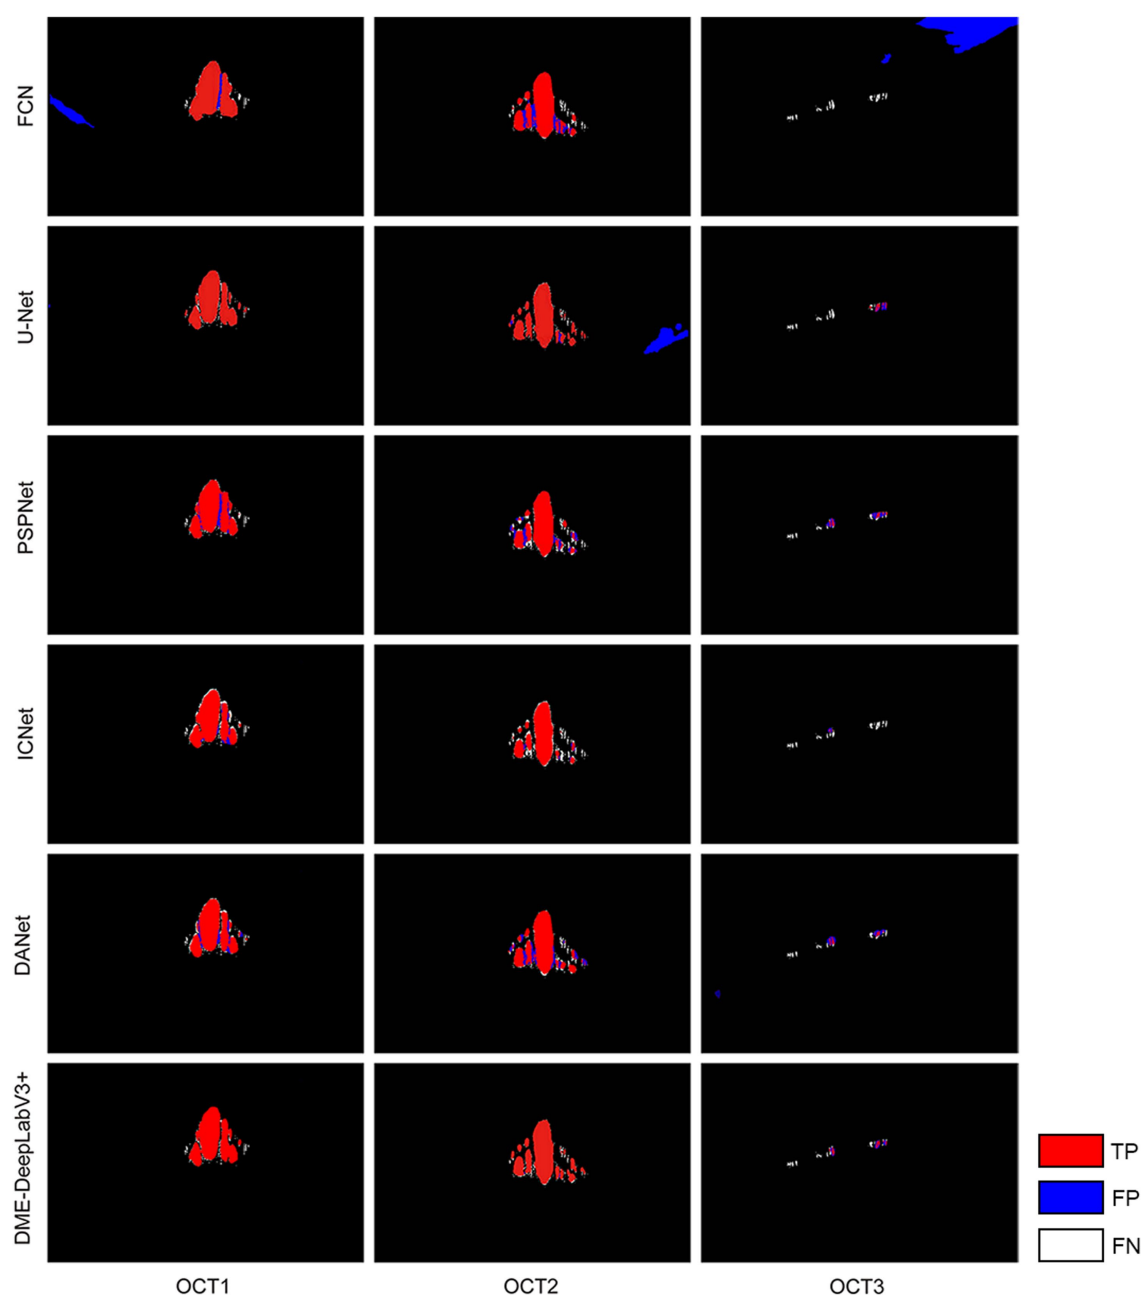 FCN
U-Net
PSPNet
ICNet
DANet
DME-DeepLabV3+
OCT1
OCT2
OCT3
TP
FP
FN